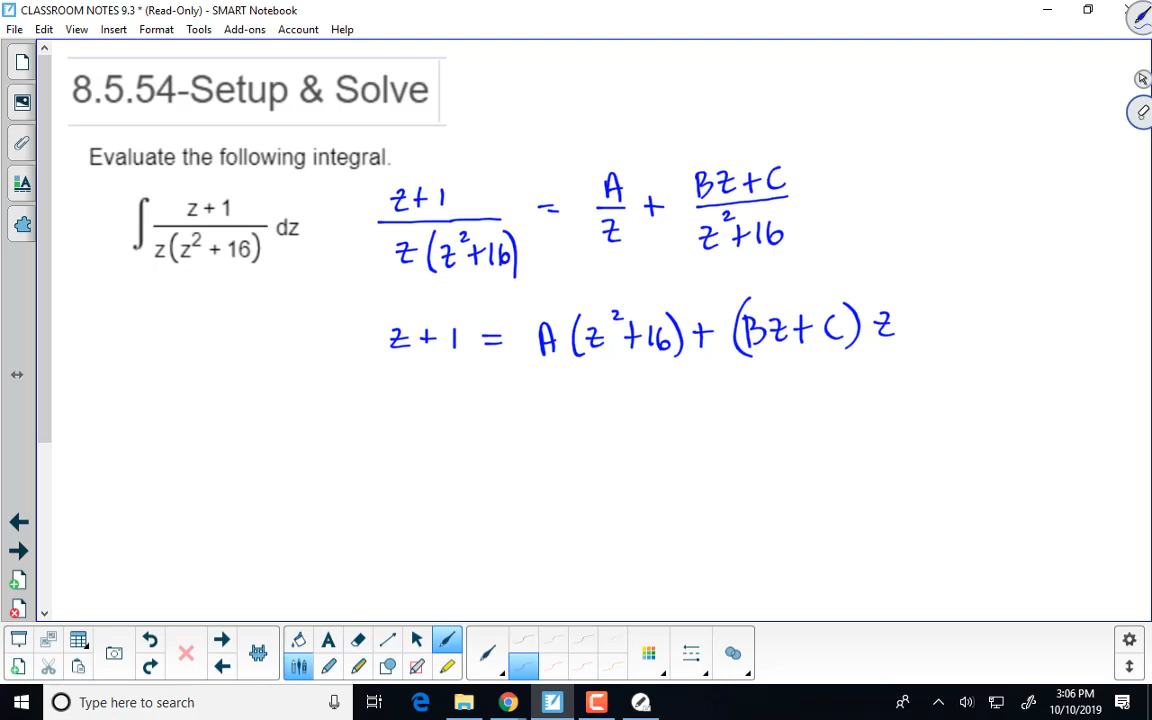 CLASSROOM NOTES 9.3 * (Read-Only) - SMART Notebook
File Edit View Insert Format Tools Add-ons Account Help
8.5.54-Setup & Solve
Evaluate the following integral.
∫ (z + 1)/(z(z² + 16)) dz
(z+1)/(z(z²+16)) = A/z + (Bz+C)/(z²+16)
z+1 = A(z²+16) + (Bz+C) z
Type here to search
3:06 PM
10/10/2019